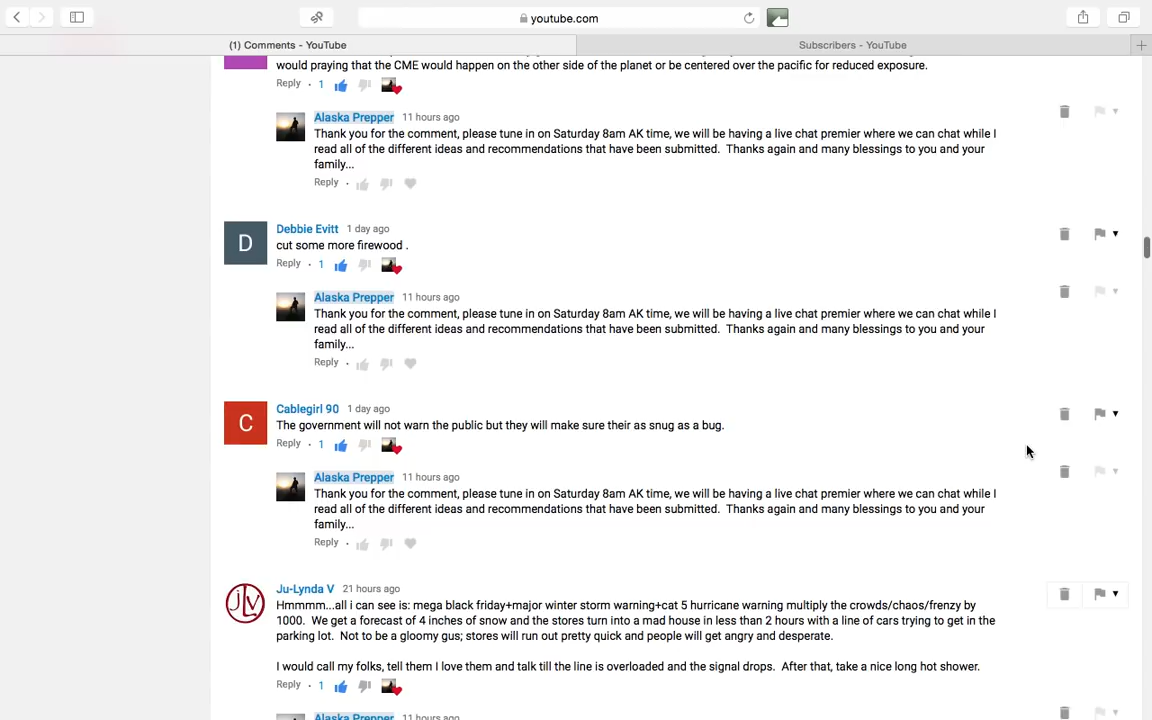 youtube.com
(1) Comments - YouTube
Subscribers - YouTube
would praying that the CME would happen on the other side of the planet or be centered over the pacific for reduced exposure.
Reply · 1
Alaska Prepper 11 hours ago
Thank you for the comment, please tune in on Saturday 8am AK time, we will be having a live chat premier where we can chat while I
read all of the different ideas and recommendations that have been submitted. Thanks again and many blessings to you and your
family...
Reply ·
D
Debbie Evitt 1 day ago
cut some more firewood .
Reply · 1
Alaska Prepper 11 hours ago
Thank you for the comment, please tune in on Saturday 8am AK time, we will be having a live chat premier where we can chat while I
read all of the different ideas and recommendations that have been submitted. Thanks again and many blessings to you and your
family...
Reply ·
C
Cablegirl 90 1 day ago
The government will not warn the public but they will make sure their as snug as a bug.
Reply · 1
Alaska Prepper 11 hours ago
Thank you for the comment, please tune in on Saturday 8am AK time, we will be having a live chat premier where we can chat while I
read all of the different ideas and recommendations that have been submitted. Thanks again and many blessings to you and your
family...
Reply ·
JLV
Ju-Lynda V 21 hours ago
Hmmmm...all i can see is: mega black friday+major winter storm warning+cat 5 hurricane warning multiply the crowds/chaos/frenzy by
1000. We get a forecast of 4 inches of snow and the stores turn into a mad house in less than 2 hours with a line of cars trying to get in the
parking lot. Not to be a gloomy gus; stores will run out pretty quick and people will get angry and desperate.
I would call my folks, tell them I love them and talk till the line is overloaded and the signal drops. After that, take a nice long hot shower.
Reply · 1
Alaska Prepper 11 hours ago